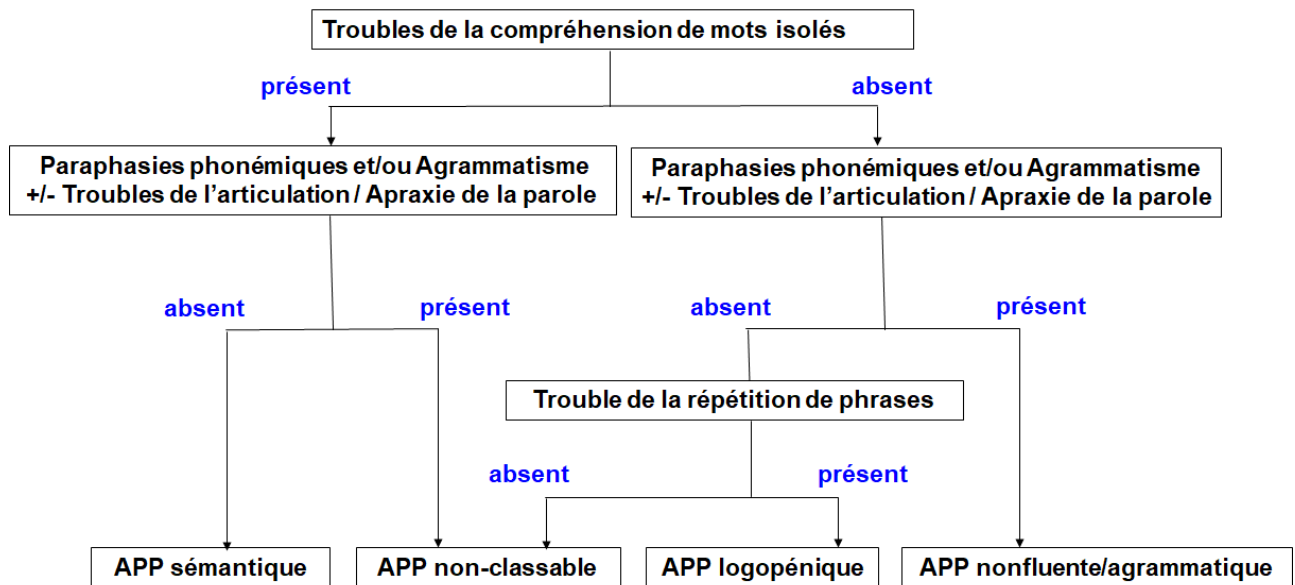 Troubles de la compréhension de mots isolés
présent
absent
Paraphasies phonémiques et/ou Agrammatisme
+/- Troubles de l'articulation / Apraxie de la parole
Paraphasies phonémiques et/ou Agrammatisme
+/- Troubles de l'articulation / Apraxie de la parole
absent
présent
absent
présent
Trouble de la répétition de phrases
absent
présent
APP sémantique
APP non-classable
APP logopénique
APP nonfluente/agrammatique